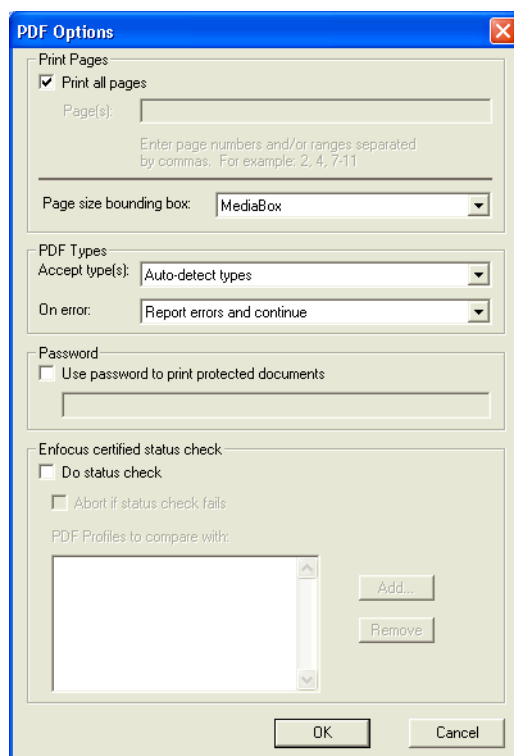 PDF Options
Print Pages
Print all pages
Page(s):
Enter page numbers and/or ranges separated
by commas. For example: 2, 4, 7-11
Page size bounding box: MediaBox
PDF Types
Accept type(s): Auto-detect types
On error: Report errors and continue
Password
Use password to print protected documents
Enfocus certified status check
Do status check
Abort if status check fails
PDF Profiles to compare with:
Add...
Remove
OK Cancel